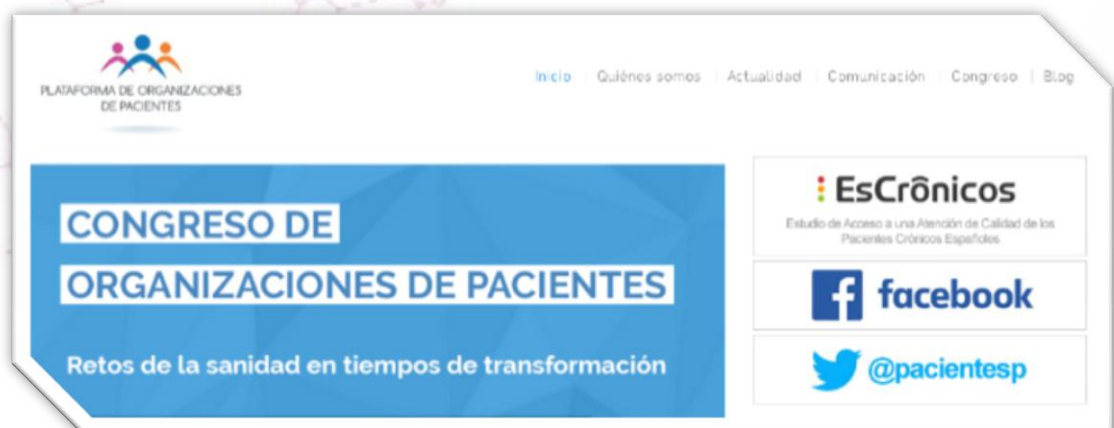 PLATAFORMA DE ORGANIZACIONES
DE PACIENTES
Inicio | Quiénes somos | Actualidad | Comunicación | Congreso | Blog
CONGRESO DE
ORGANIZACIONES DE PACIENTES
Retos de la sanidad en tiempos de transformación
EsCrônicos
Estudio de Acceso a una Atención de Calidad de los
Pacientes Crónicos Españoles
facebook
@pacientesp